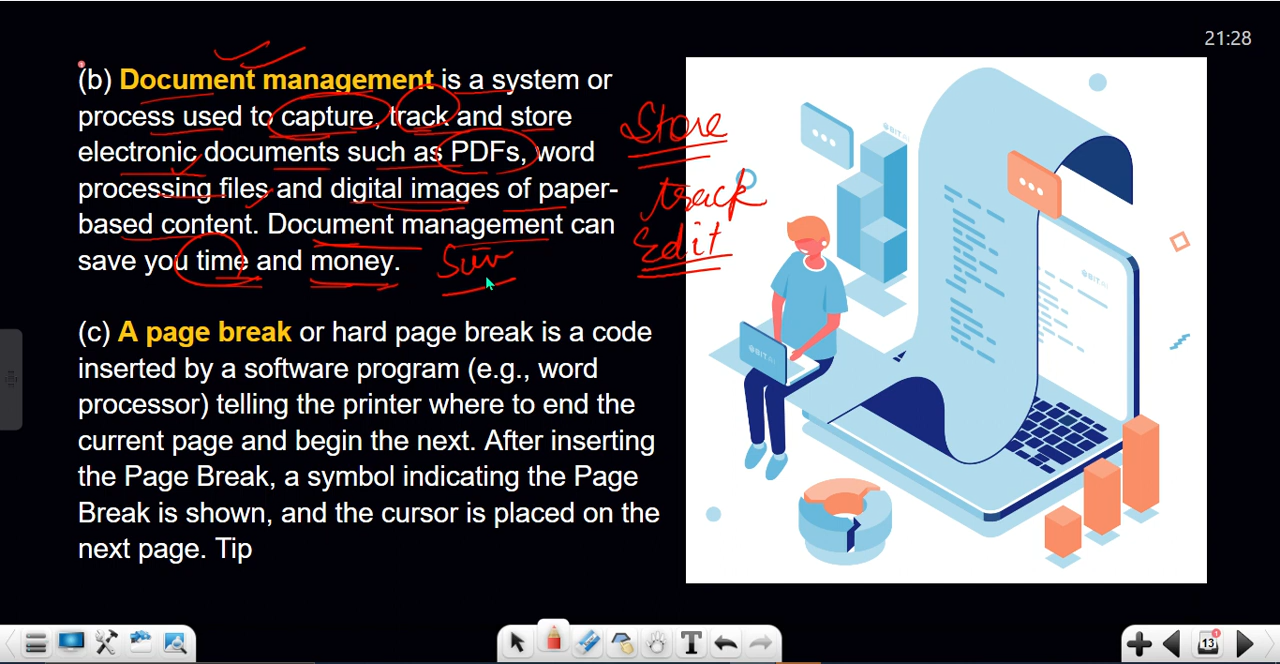 21:28
(b) Document management is a system or
process used to capture, track and store
electronic documents such as PDFs, word
processing files and digital images of paper-
based content. Document management can
save you time and money.
Store
track
Edit
(c) A page break or hard page break is a code
inserted by a software program (e.g., word
processor) telling the printer where to end the
current page and begin the next. After inserting
the Page Break, a symbol indicating the Page
Break is shown, and the cursor is placed on the
next page. Tip
T
13